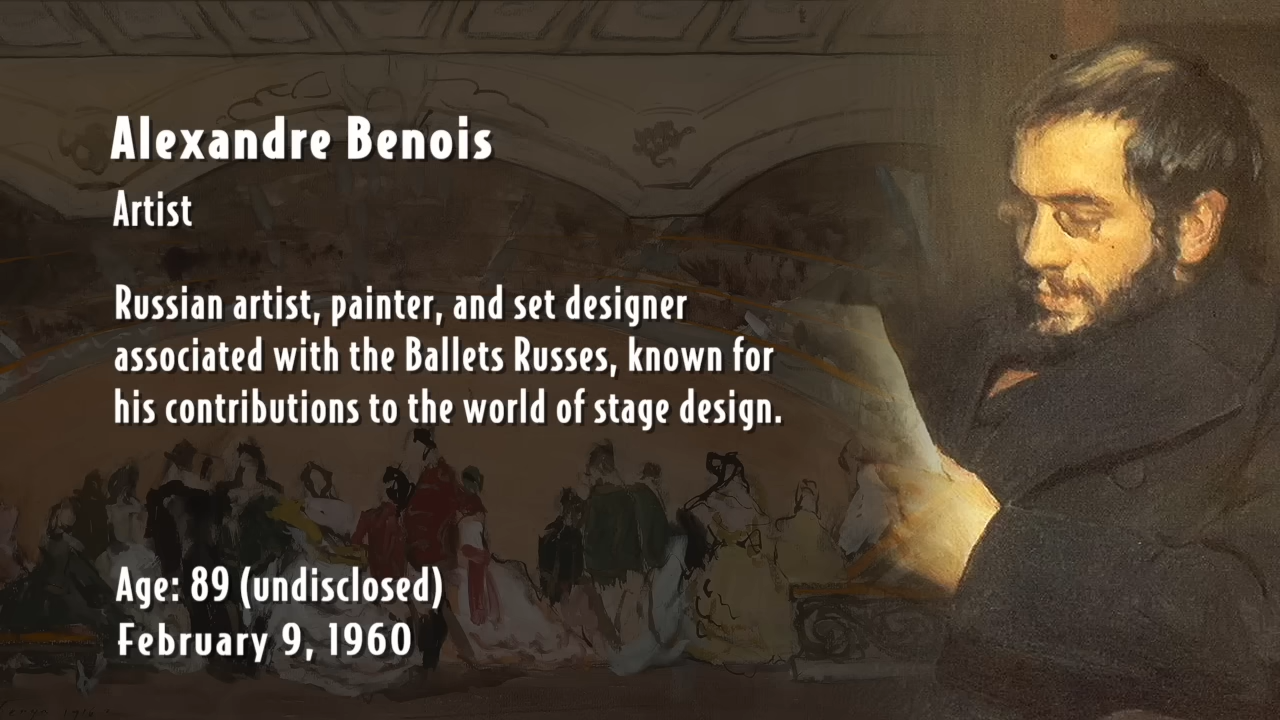 Alexandre Benois
Artist
Russian artist, painter, and set designer
associated with the Ballets Russes, known for
his contributions to the world of stage design.
Age: 89 (undisclosed)
February 9, 1960